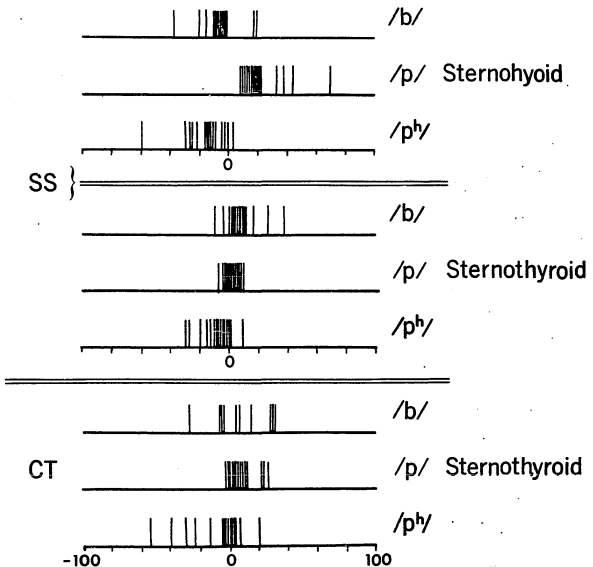 /b/
/p/ Sternohyoid
/pʰ/
0
SS }
/b/
/p/ Sternothyroid
/pʰ/
0
/b/
CT /p/ Sternothyroid
/pʰ/
-100 0 100